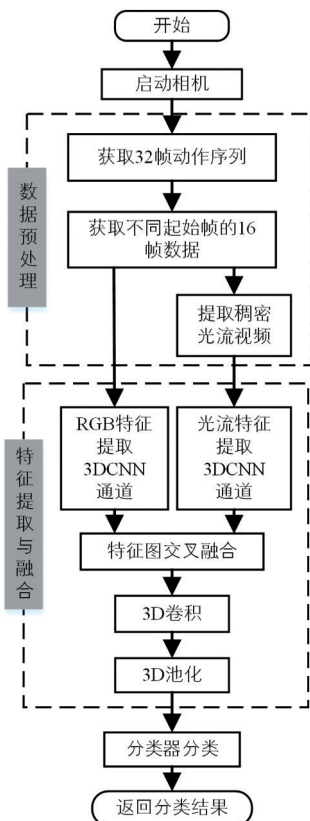 开始
启动相机
数据预处理
获取32帧动作序列
获取不同起始帧的16
帧数据
提取稠密
光流视频
特征提取与融合
RGB特征
提取
3DCNN
通道
光流特征
提取
3DCNN
通道
特征图交叉融合
3D卷积
3D池化
分类器分类
返回分类结果